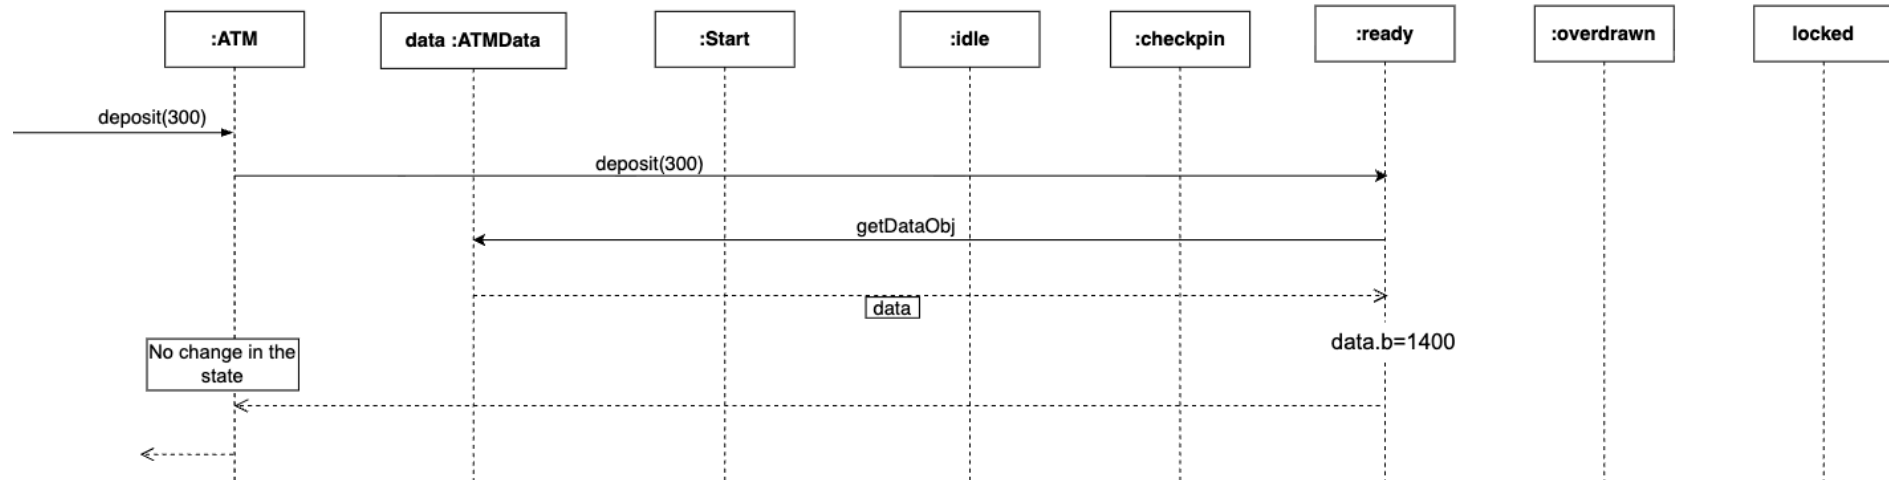 :ATM
data :ATMData
:Start
:idle
:checkpin
:ready
:overdrawn
locked
deposit(300)
deposit(300)
getDataObj
data
data.b=1400
No change in the
state